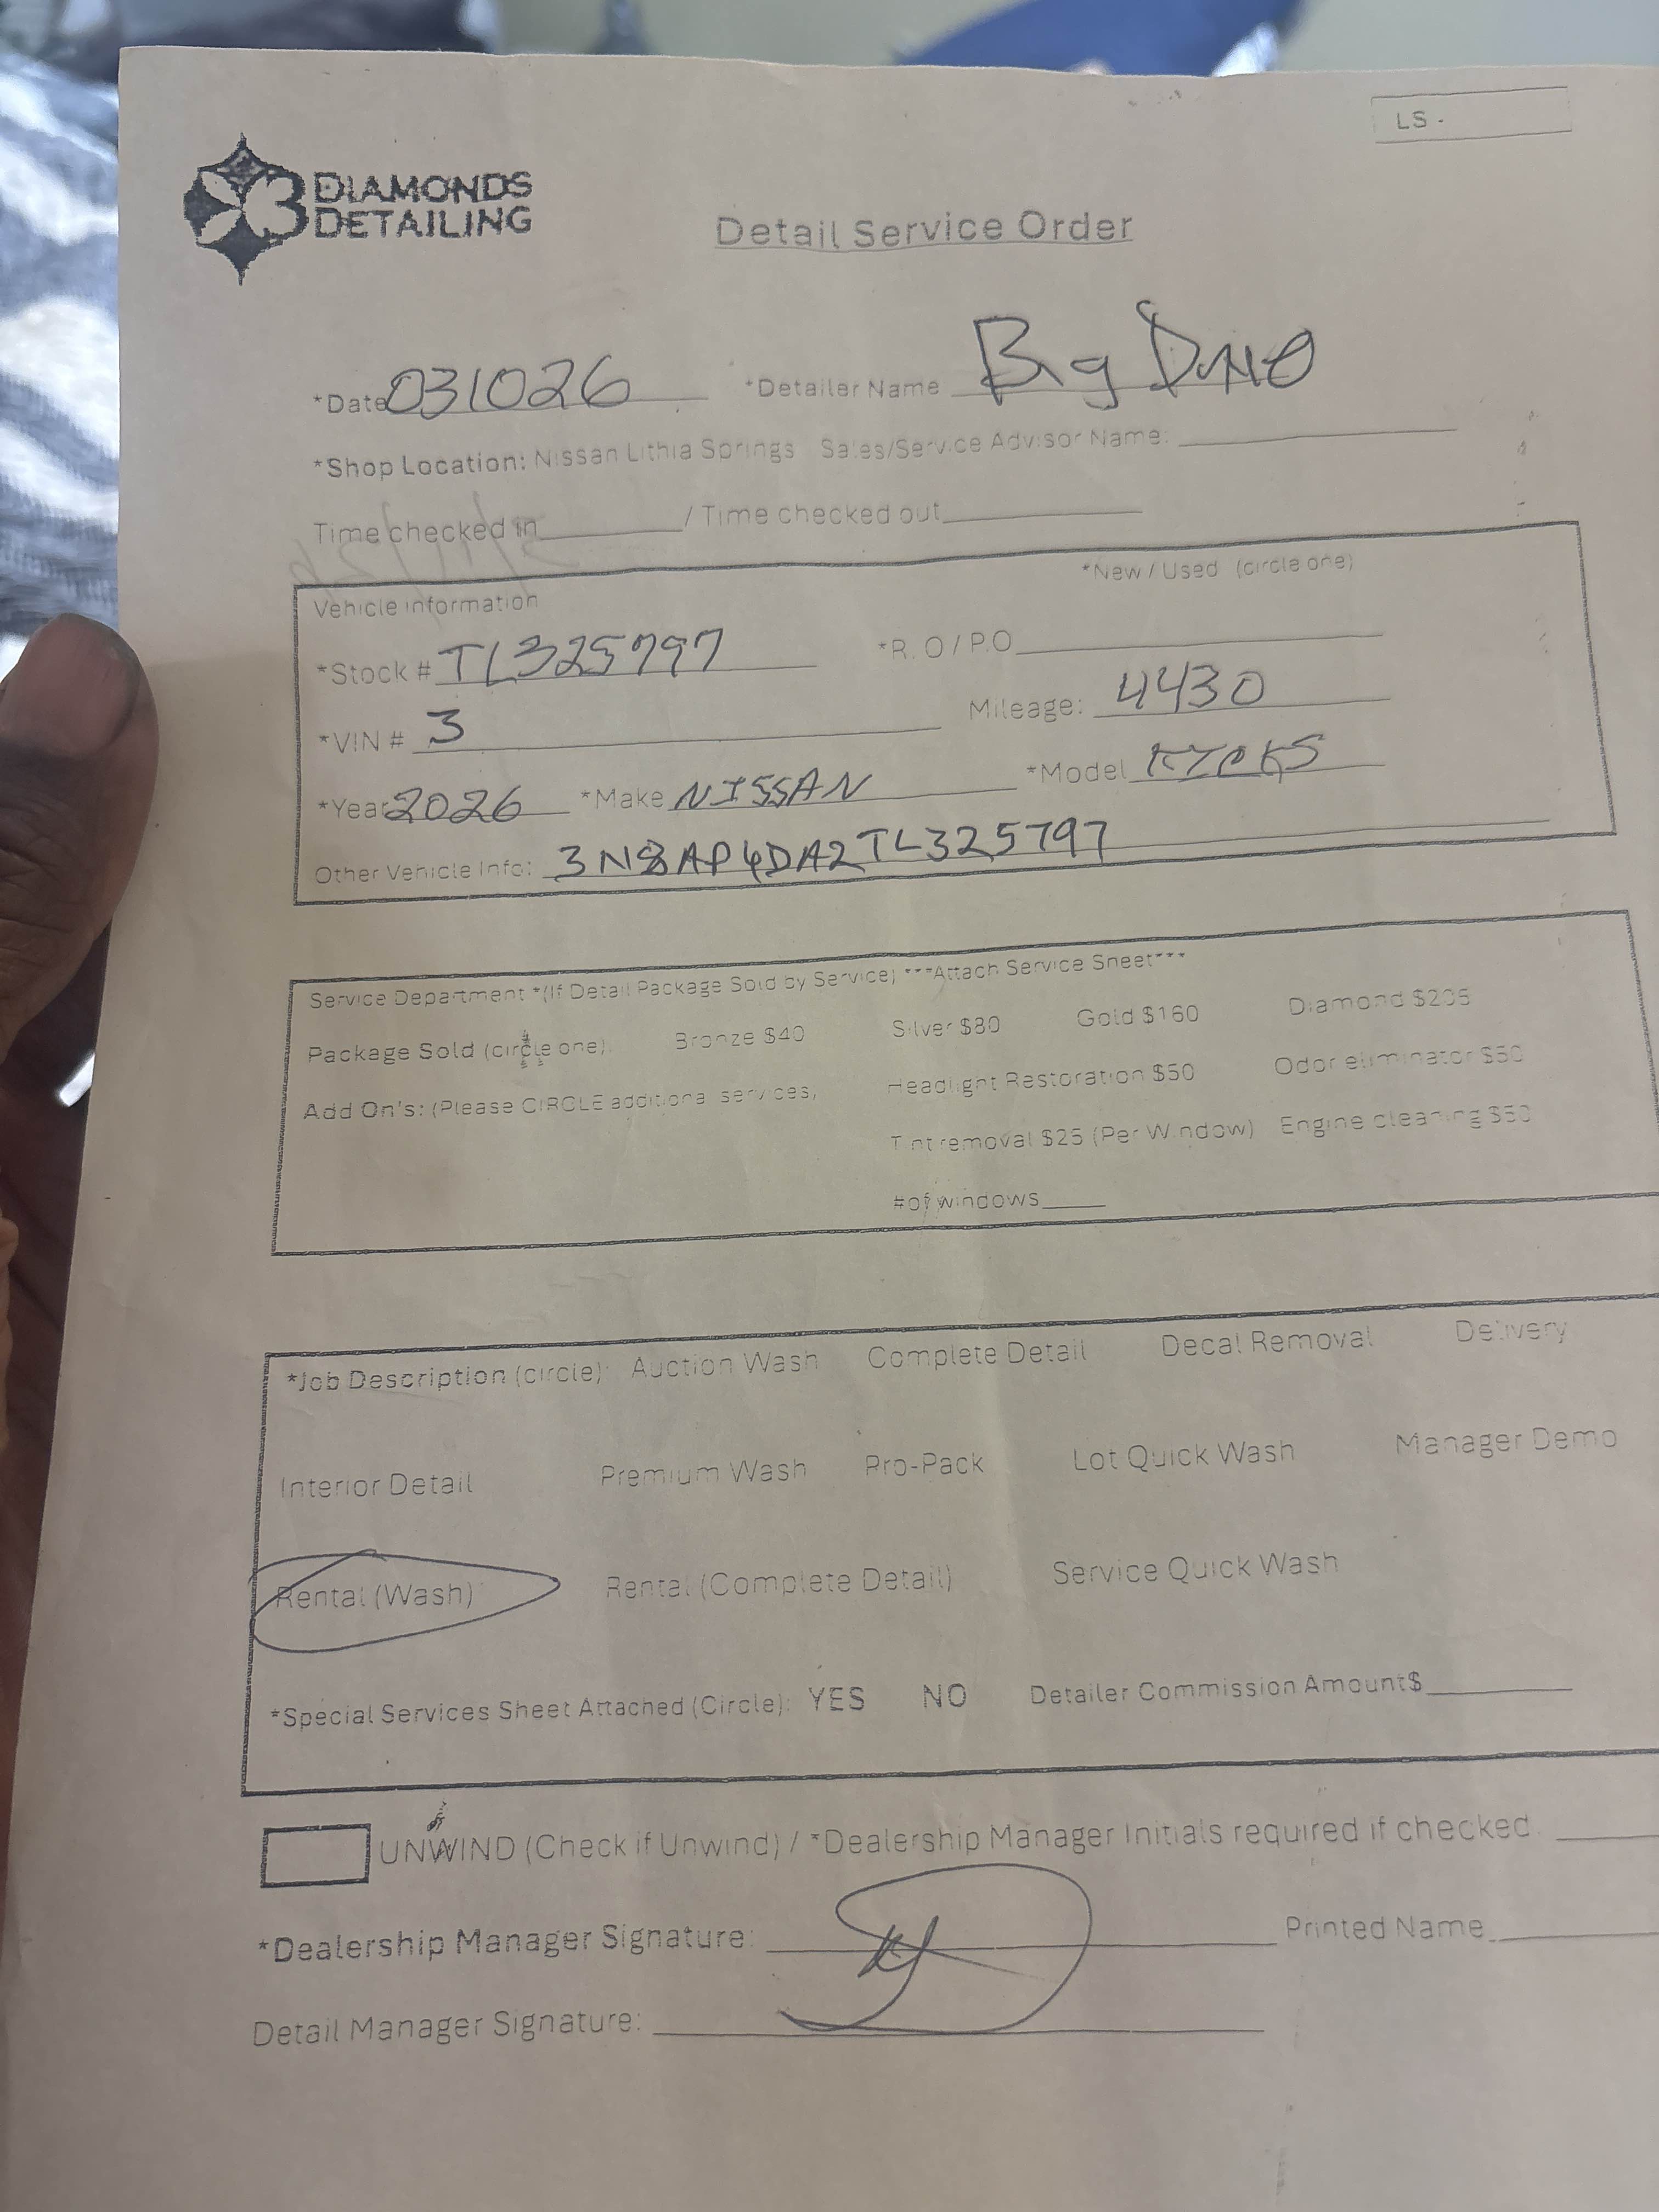 LS -
3 DIAMONDS
DETAILING
Detail Service Order
*Date 031026 *Detailer Name Big
*Shop Location: Nissan Lithia Springs Sales/Service Advisor Name:
Time checked in / Time checked out
*New / Used (circle one)
Vehicle information
*Stock # TL325797 *R.O / P.O
*VIN # 3 Mileage: 4430
*Year 2026 *Make NISSAN *Model KICKS
Other Vehicle Info: 3N8AP4DA2TL325797
Service Department *(If Detail Package Sold by Service) ***Attach Service Sheet***
Package Sold (circle one). Bronze $40 Silver $80 Gold $160 Diamond $205
Add On's: (Please CIRCLE additional services) Headlight Restoration $50 Odor eliminator $50
Tint removal $25 (Per Window) Engine cleaning $50
# of windows
*Job Description (circle): Auction Wash Complete Detail Decal Removal Delivery
Interior Detail Premium Wash Pro-Pack Lot Quick Wash Manager Demo
Rental (Wash) Rental (Complete Detail) Service Quick Wash
*Special Services Sheet Attached (Circle): YES NO Detailer Commission Amount$
UNWIND (Check if Unwind) / *Dealership Manager Initials required if checked.
*Dealership Manager Signature: Printed Name
Detail Manager Signature: